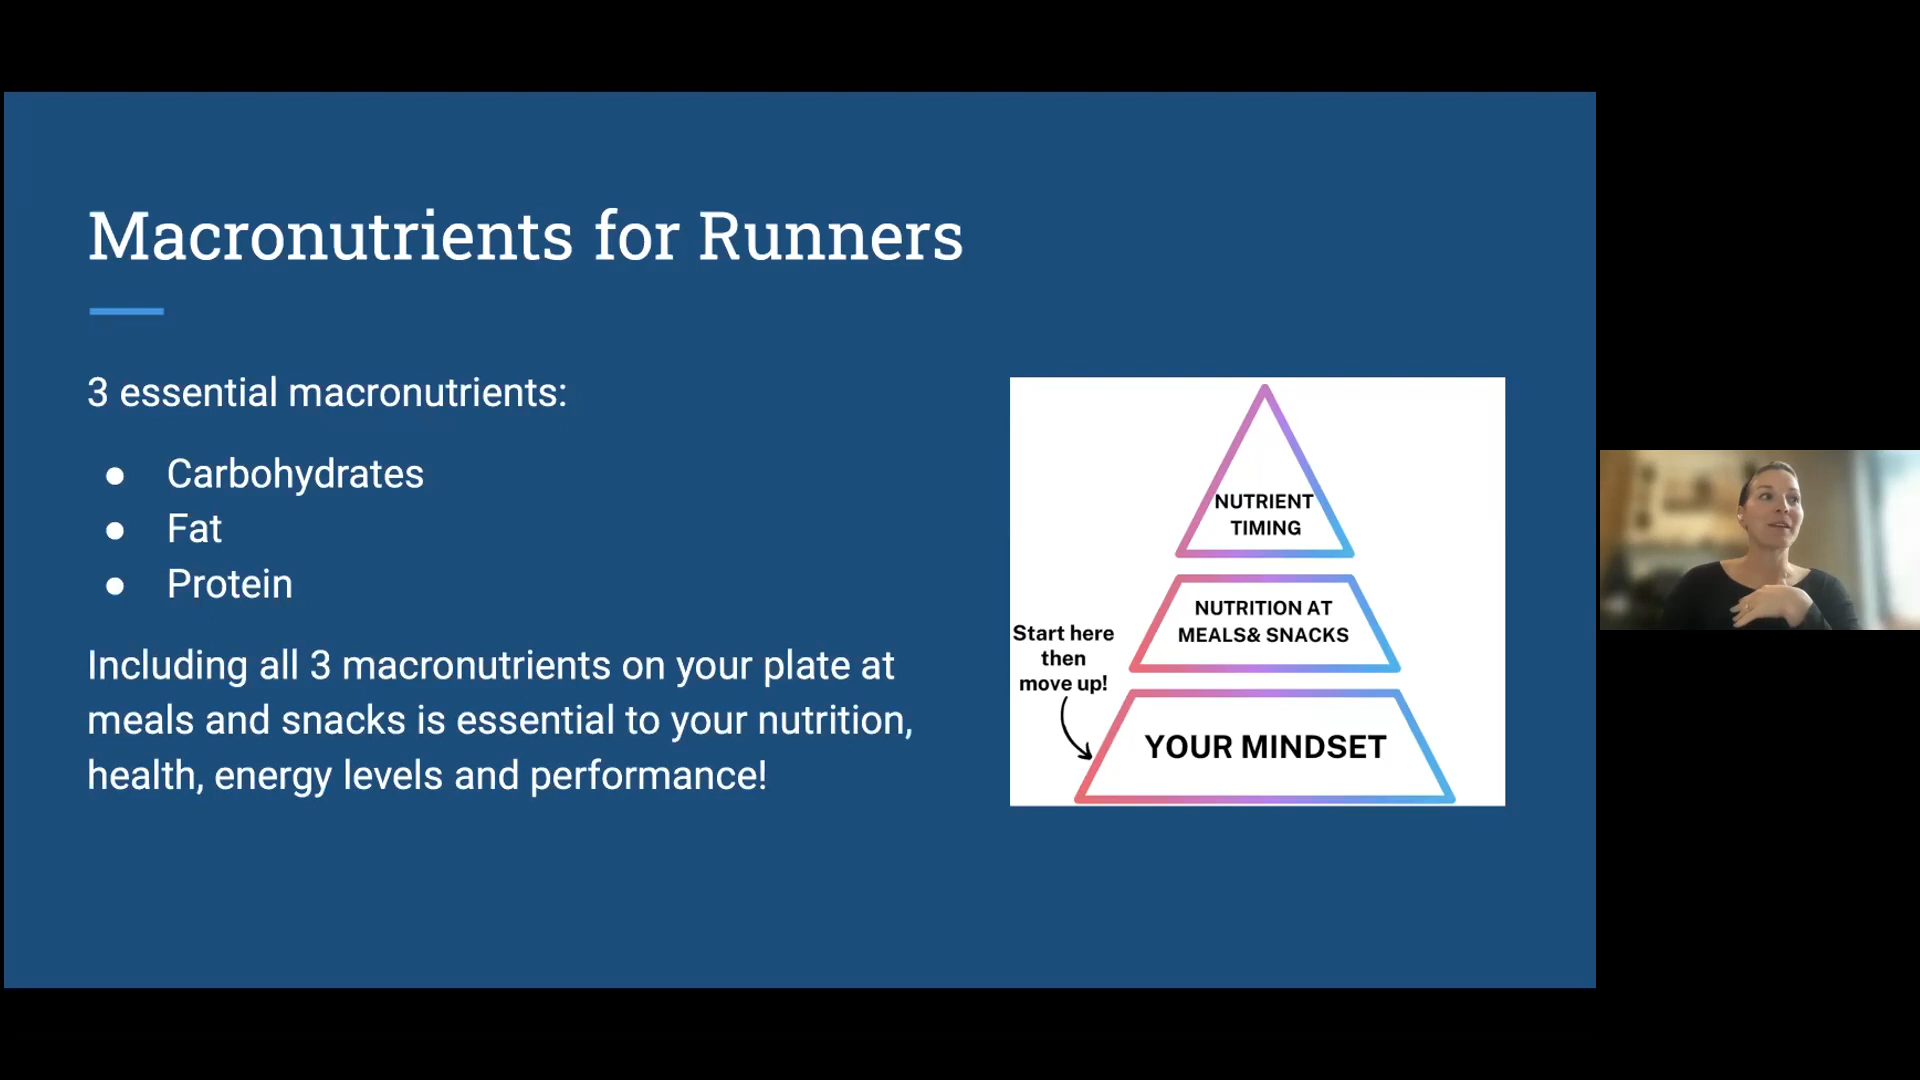 Macronutrients for Runners
3 essential macronutrients:
● Carbohydrates
● Fat
● Protein
Including all 3 macronutrients on your plate at
meals and snacks is essential to your nutrition,
health, energy levels and performance!
NUTRIENT
TIMING
NUTRITION AT
MEALS& SNACKS
Start here
then
move up!
YOUR MINDSET